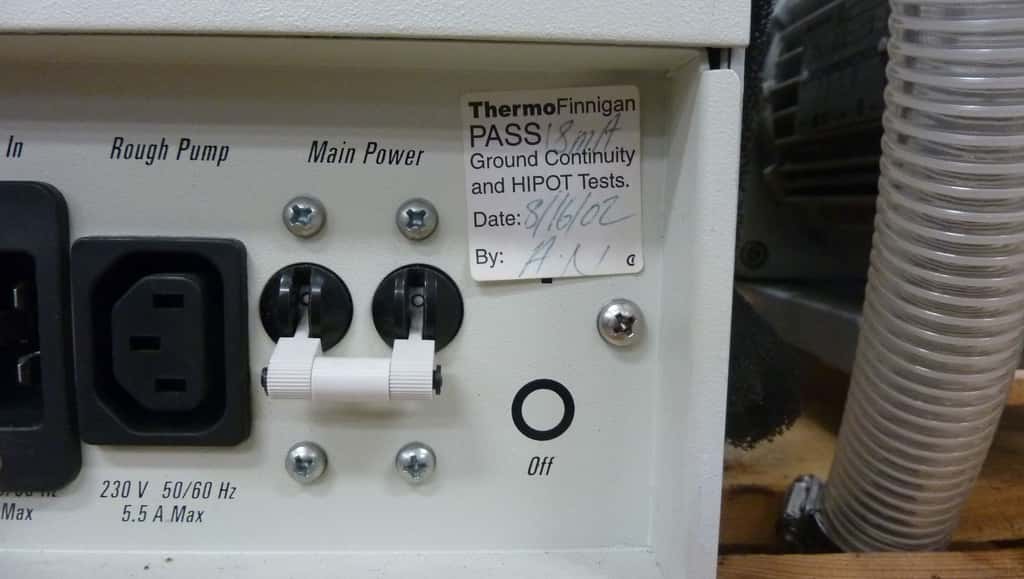 In
Rough Pump
Main Power
ThermoFinnigan
PASS 18mA
Ground Continuity
and HIPOT Tests.
Date: 8/16/02
By: A.N
Off
230 V 50/60 Hz
5.5 A Max
Hz
Max